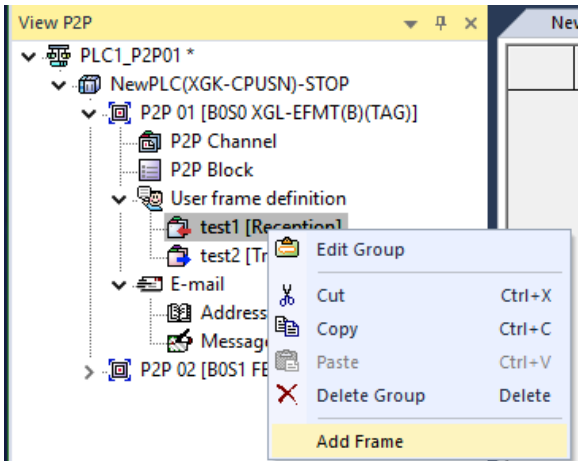 View P2P
New
PLC1_P2P01 *
NewPLC(XGK-CPUSN)-STOP
P2P 01 [B0S0 XGL-EFMT(B)(TAG)]
P2P Channel
P2P Block
User frame definition
test1 [Reception]
test2 [Tr
Edit Group
E-mail
Cut Ctrl+X
Address
Copy Ctrl+C
Messag
Paste Ctrl+V
P2P 02 [B0S1 FE
Delete Group Delete
Add Frame